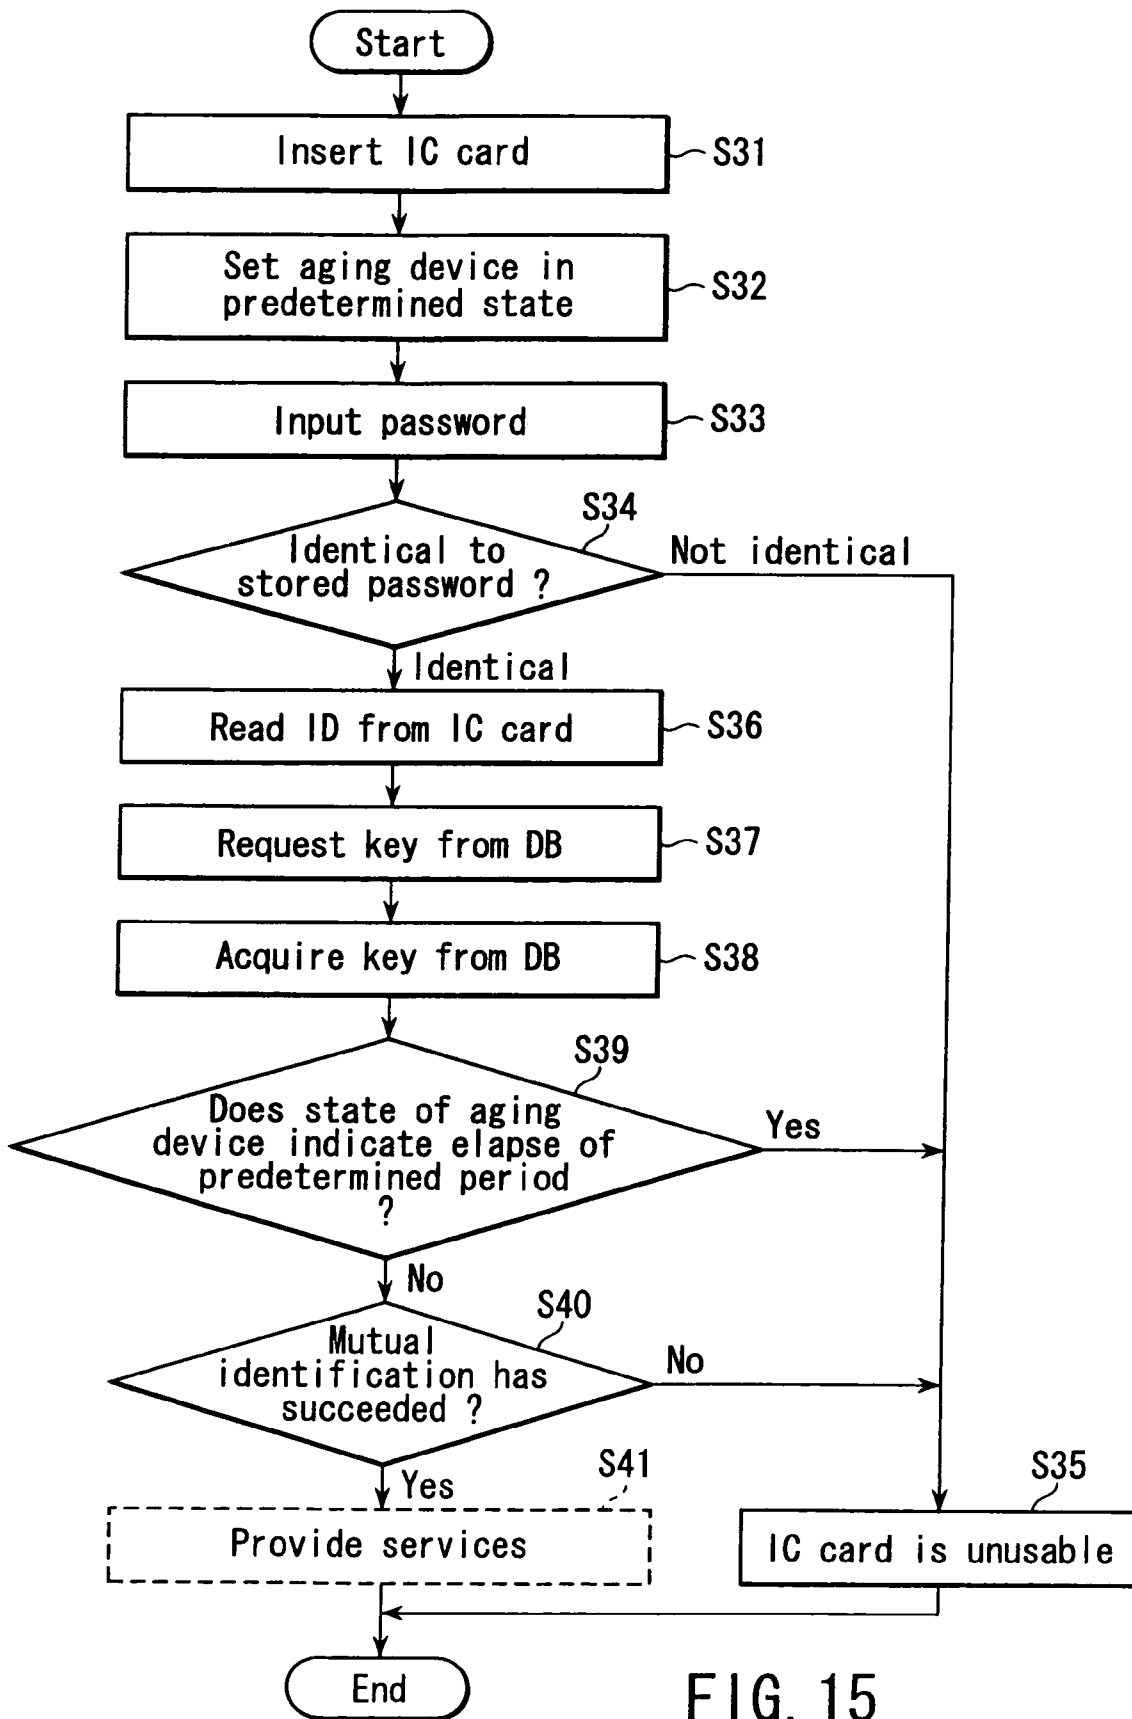 Start
Insert IC card
S31
Set aging device in
predetermined state
S32
Input password
S33
S34
Identical to
stored password ?
Not identical
Identical
Read ID from IC card
S36
Request key from DB
S37
Acquire key from DB
S38
S39
Does state of aging
device indicate elapse of
predetermined period
?
Yes
No
S40
Mutual
identification has
succeeded ?
No
Yes
S41
Provide services
S35
IC card is unusable
End
FIG. 15